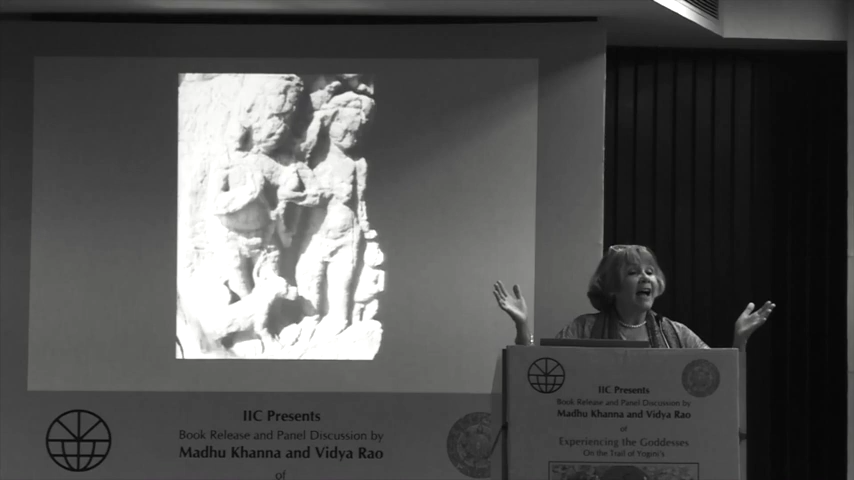 IIC Presents
Book Release and Panel Discussion by
Madhu Khanna and Vidya Rao
of
IIC Presents
Book Release and Panel Discussion by
Madhu Khanna and Vidya Rao
of
Experiencing the Goddesses
On the Trail of Yogini's